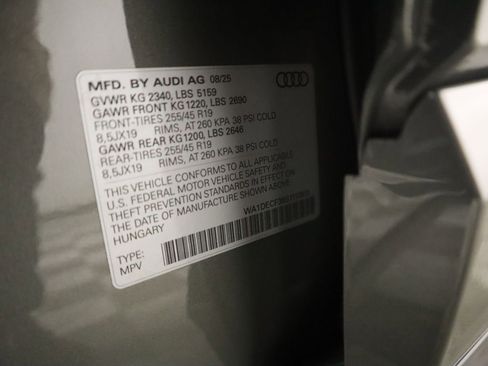 MFD. BY AUDI AG 08/25
GVWR KG 2340, LBS 5159
GAWR FRONT KG1220, LBS 2690
FRONT-TIRES 255/45 R19
8,5JX19 RIMS, AT 260 KPA 38 PSI COLD
GAWR REAR KG1200, LBS 2646
REAR-TIRES 255/45 R19
8,5JX19 RIMS, AT 260 KPA 38 PSI COLD
THIS VEHICLE CONFORMS TO ALL APPLICABLE
U.S. FEDERAL MOTOR VEHICLE SAFETY AND
THEFT PREVENTION STANDARDS IN EFFECT ON
THE DATE OF MANUFACTURE SHOWN ABOVE
HUNGARY
TYPE:
MPV